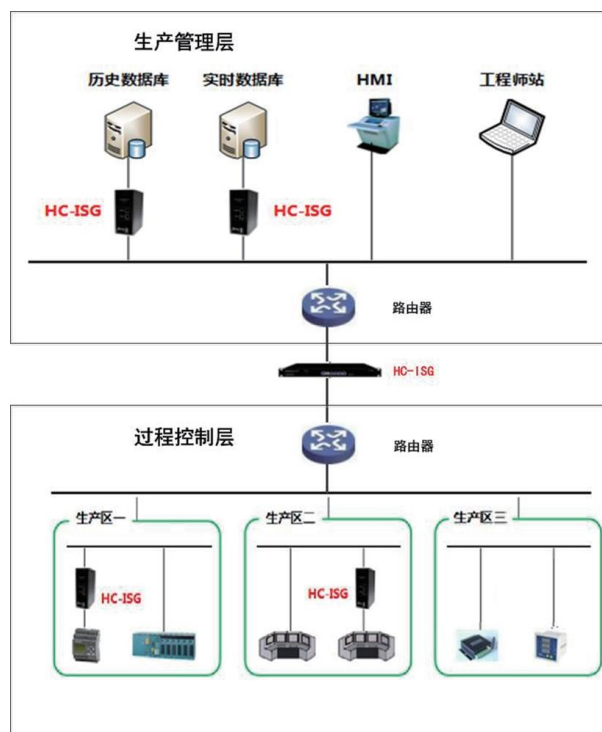 生产管理层
历史数据库
实时数据库
HMI
工程师站
HC-ISG
HC-ISG
路由器
HC-ISG
过程控制层
路由器
生产区一
生产区二
生产区三
HC-ISG
HC-ISG